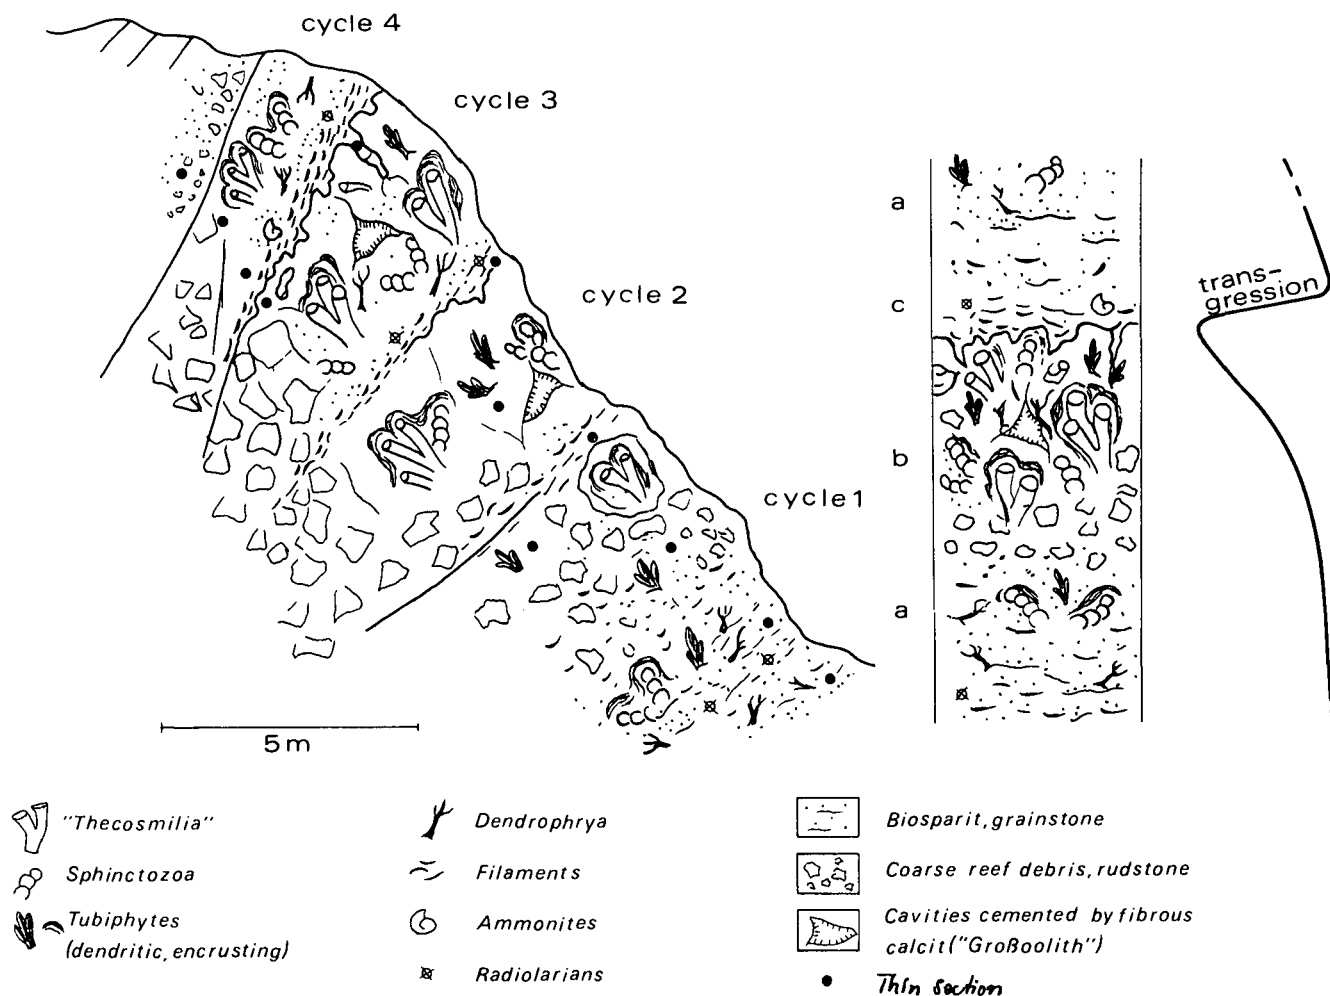 cycle 4
cycle 3
cycle 2
cycle 1
5 m
a
c
b
a
trans-
gression
"Thecosmilia"
Sphinctozoa
Tubiphytes
(dendritic, encrusting)
Dendrophrya
Filaments
Ammonites
Radiolarians
Biosparit, grainstone
Coarse reef debris, rudstone
Cavities cemented by fibrous
calcit ("Großoolith")
Thin section